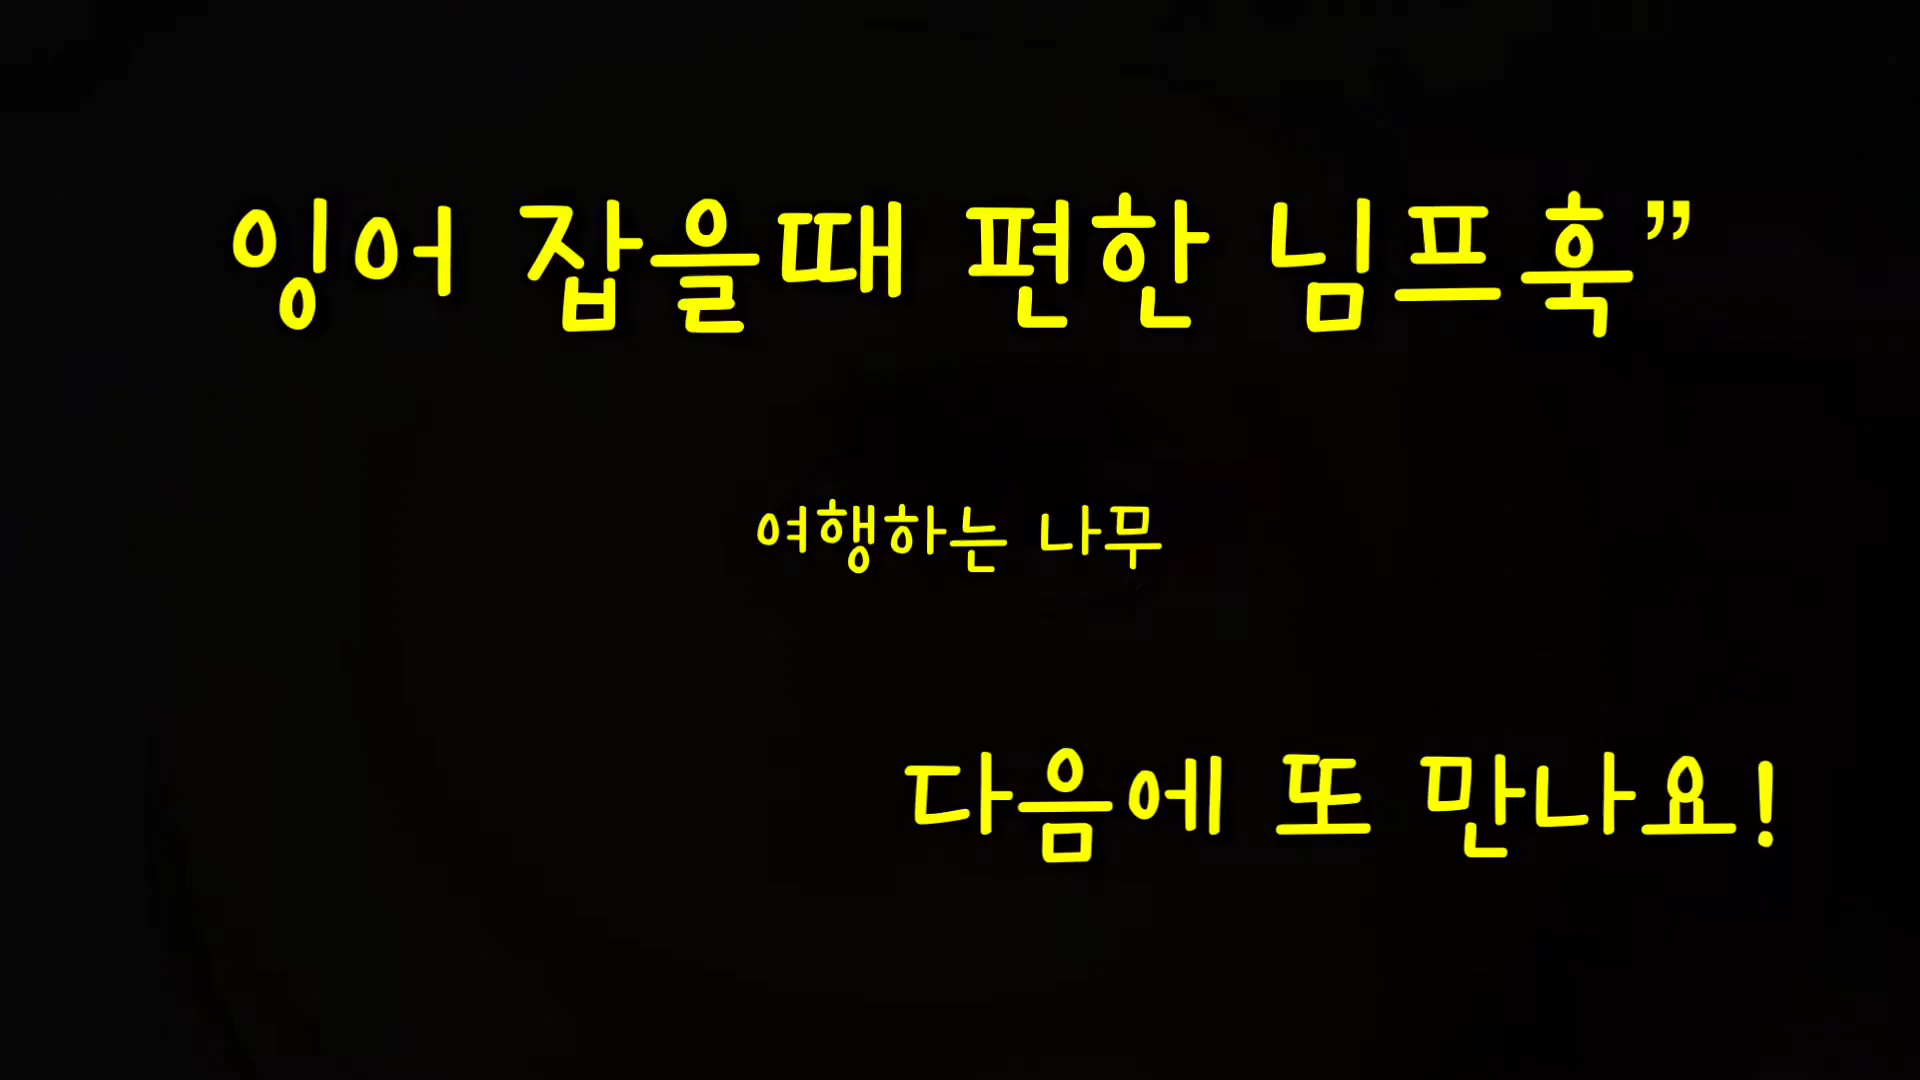 잉어 잡을때 편한 님프훅”
여행하는 나무
다음에 또 만나요!